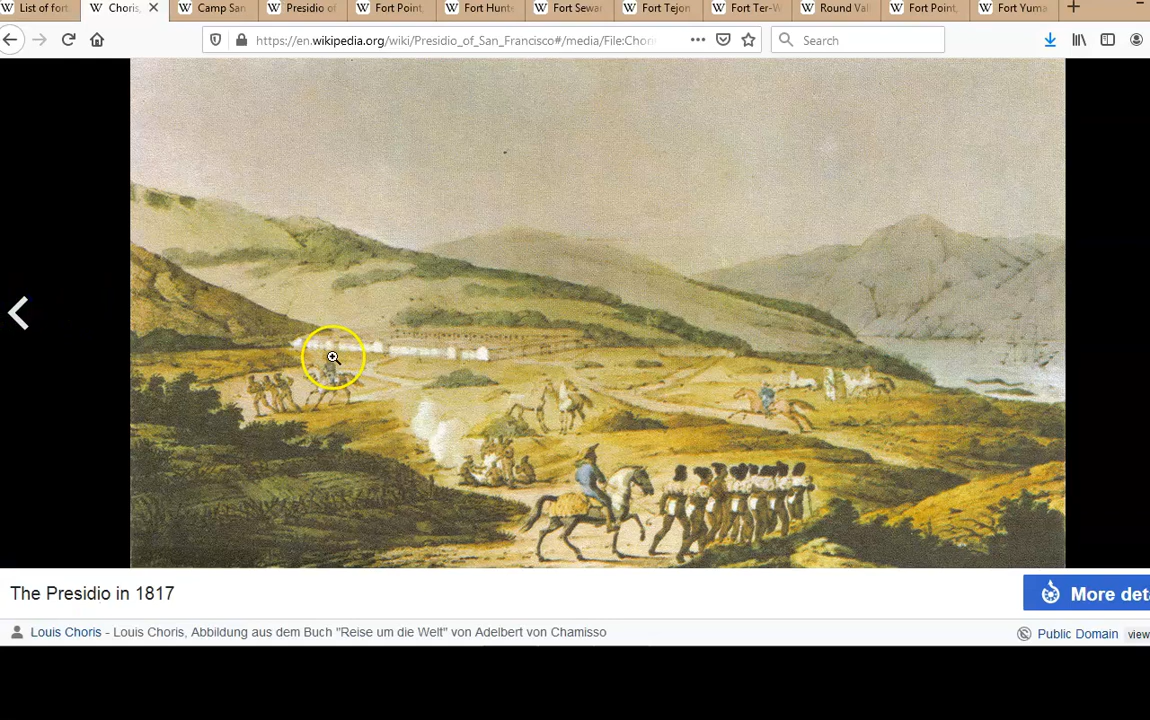 List of fort
Choris,
Camp San
Presidio of
Fort Point,
Fort Hunte
Fort Sewar
Fort Tejon
Fort Ter-W
Round Val
Fort Point,
Fort Yuma
https://en.wikipedia.org/wiki/Presidio_of_San_Francisco#/media/File:Chori
Search
The Presidio in 1817
More det
Louis Choris - Louis Choris, Abbildung aus dem Buch "Reise um die Welt" von Adelbert von Chamisso
Public Domain
view